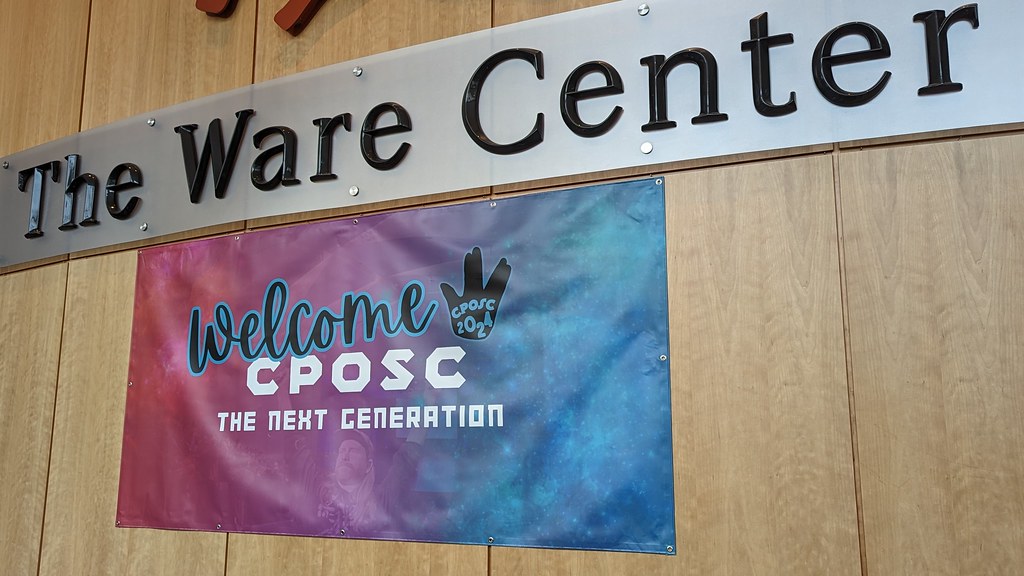 The Ware Center
Welcome
CPOSC
2024
CPOSC
THE NEXT GENERATION